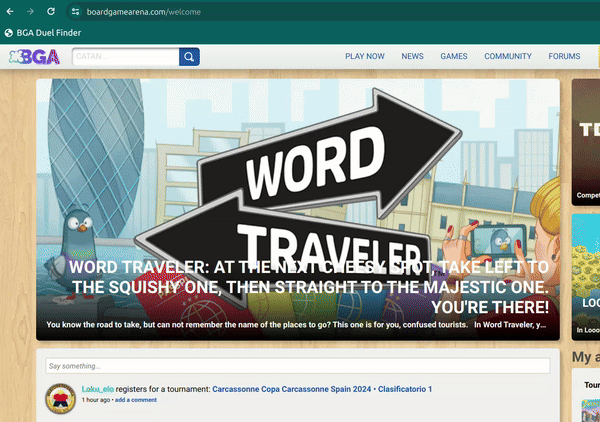 boardgamearena.com/welcome
BGA Duel Finder
BGA
CATAN...
PLAY NOW
NEWS
GAMES
COMMUNITY
FORUMS
WORD
TRAVELER
WORD TRAVELER: AT THE NEXT CHEESY SPOT, TAKE LEFT TO
THE SQUISHY ONE, THEN STRAIGHT TO THE MAJESTIC ONE.
YOU'RE THERE!
You know the road to take, but can not remember the name of the places to go? This one is for you, confused tourists. In Word Traveler, y...
Compet
LOO
In Looo
Say something...
Laku_elo registers for a tournament: Carcassonne Copa Carcassonne Spain 2024 • Clasificatorio 1
1 hour ago • add a comment
My a
Tour